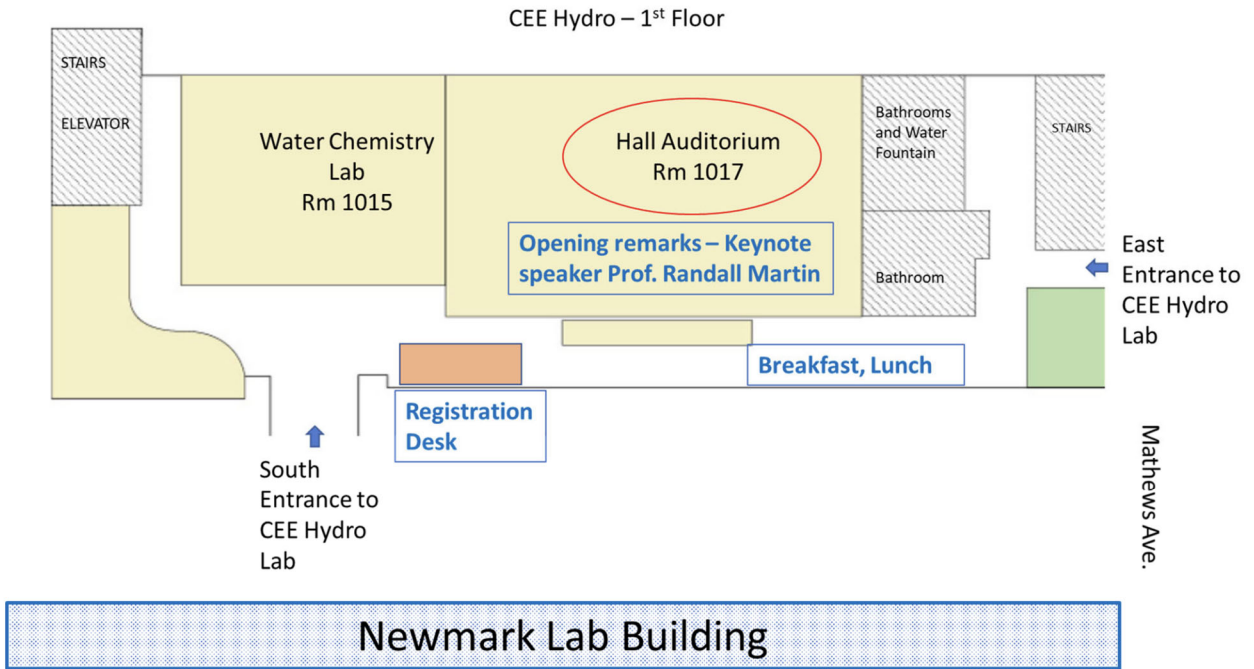 CEE Hydro – 1st Floor
STAIRS
ELEVATOR
Water Chemistry
Lab
Rm 1015
Hall Auditorium
Rm 1017
Opening remarks – Keynote
speaker Prof. Randall Martin
Bathrooms
and Water
Fountain
Bathroom
STAIRS
East
Entrance to
CEE Hydro
Lab
Breakfast, Lunch
Registration
Desk
South
Entrance to
CEE Hydro
Lab
Mathews Ave.
Newmark Lab Building